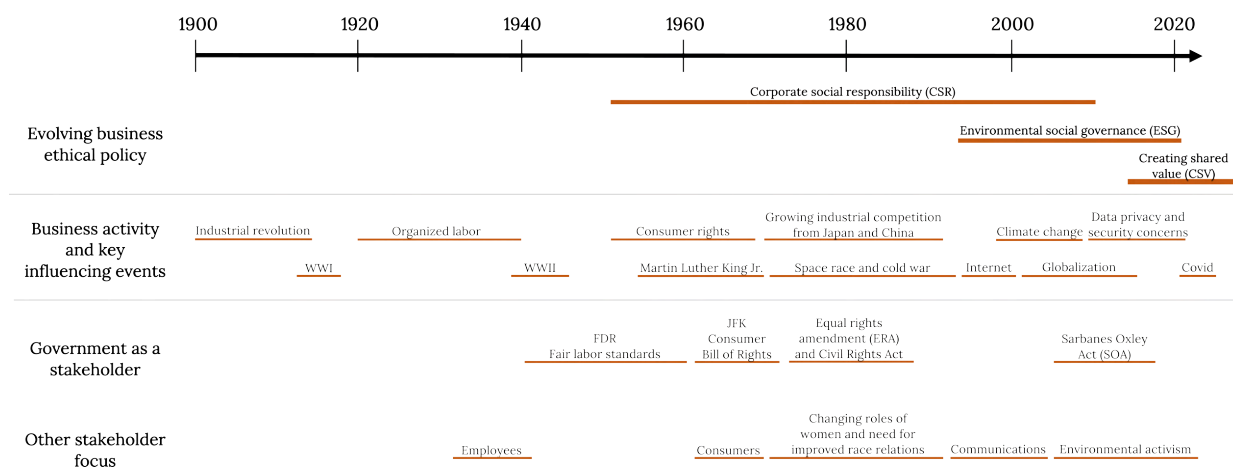 1900 1920 1940 1960 1980 2000 2020
Corporate social responsibility (CSR)
Environmental social governance (ESG)
Creating shared
value (CSV)
Evolving business
ethical policy
Business activity
and key
influencing events
Industrial revolution
Organized labor
Consumer rights
Growing industrial competition
from Japan and China
Climate change
Data privacy and
security concerns
WWI
WWII
Martin Luther King Jr.
Space race and cold war
Internet
Globalization
Covid
Government as a
stakeholder
FDR
Fair labor standards
JFK
Consumer
Bill of Rights
Equal rights
amendment (ERA)
and Civil Rights Act
Sarbanes Oxley
Act (SOA)
Other stakeholder
focus
Employees
Consumers
Changing roles of
women and need for
improved race relations
Communications
Environmental activism